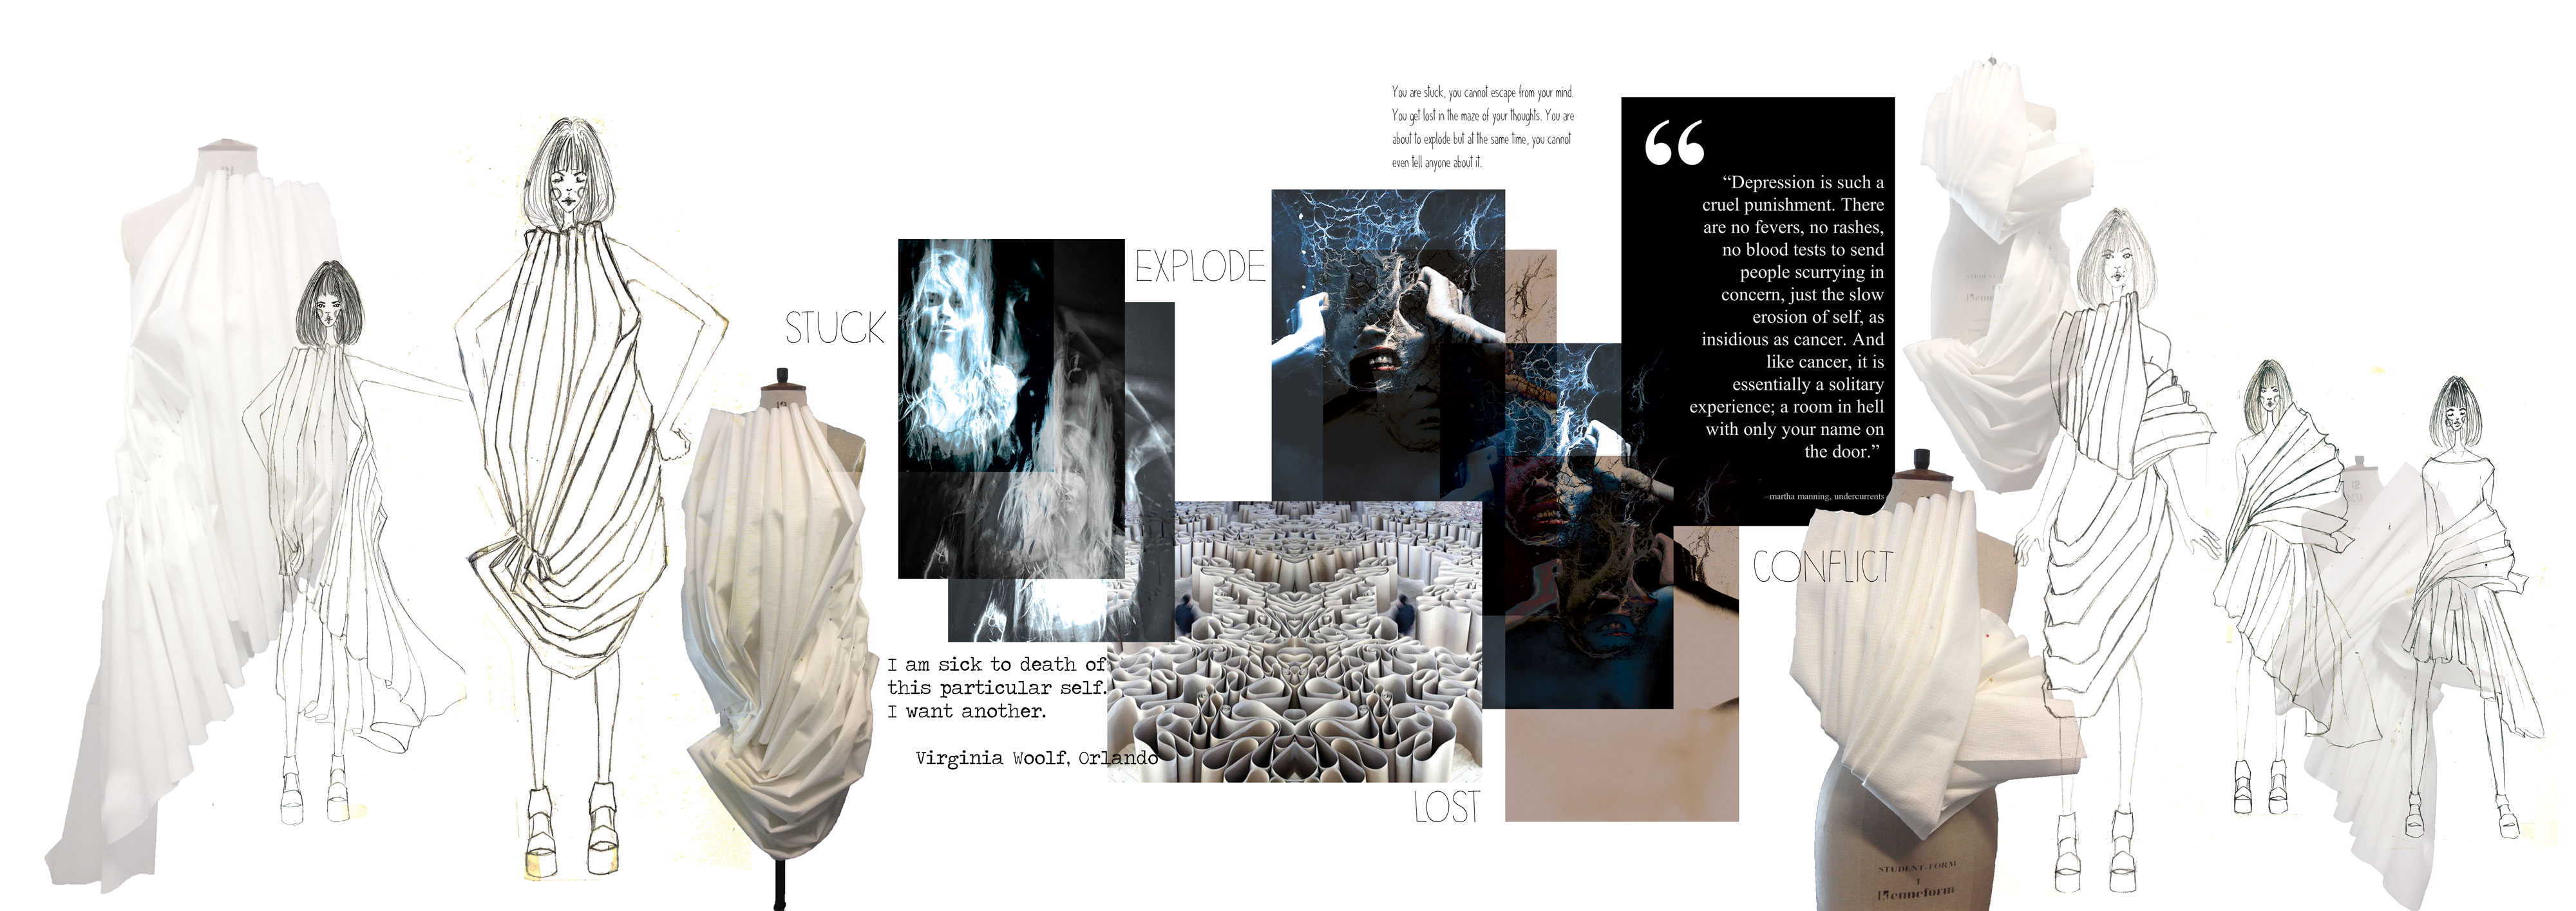 You are stuck, you cannot escape from your mind.
You get lost in the maze of your thoughts. You are
about to explode but at the same time, you cannot
even tell anyone about it.
“
“Depression is such a
cruel punishment. There
are no fevers, no rashes,
no blood tests to send
people scurrying in
concern, just the slow
erosion of self, as
insidious as cancer. And
like cancer, it is
essentially a solitary
experience; a room in hell
with only your name on
the door.”
–martha manning, undercurrents
EXPLODE
STUCK
CONFLICT
I am sick to death of
this particular self.
I want another.
Virginia Woolf, Orlando
LOST
12
12
STUDENT-FORM